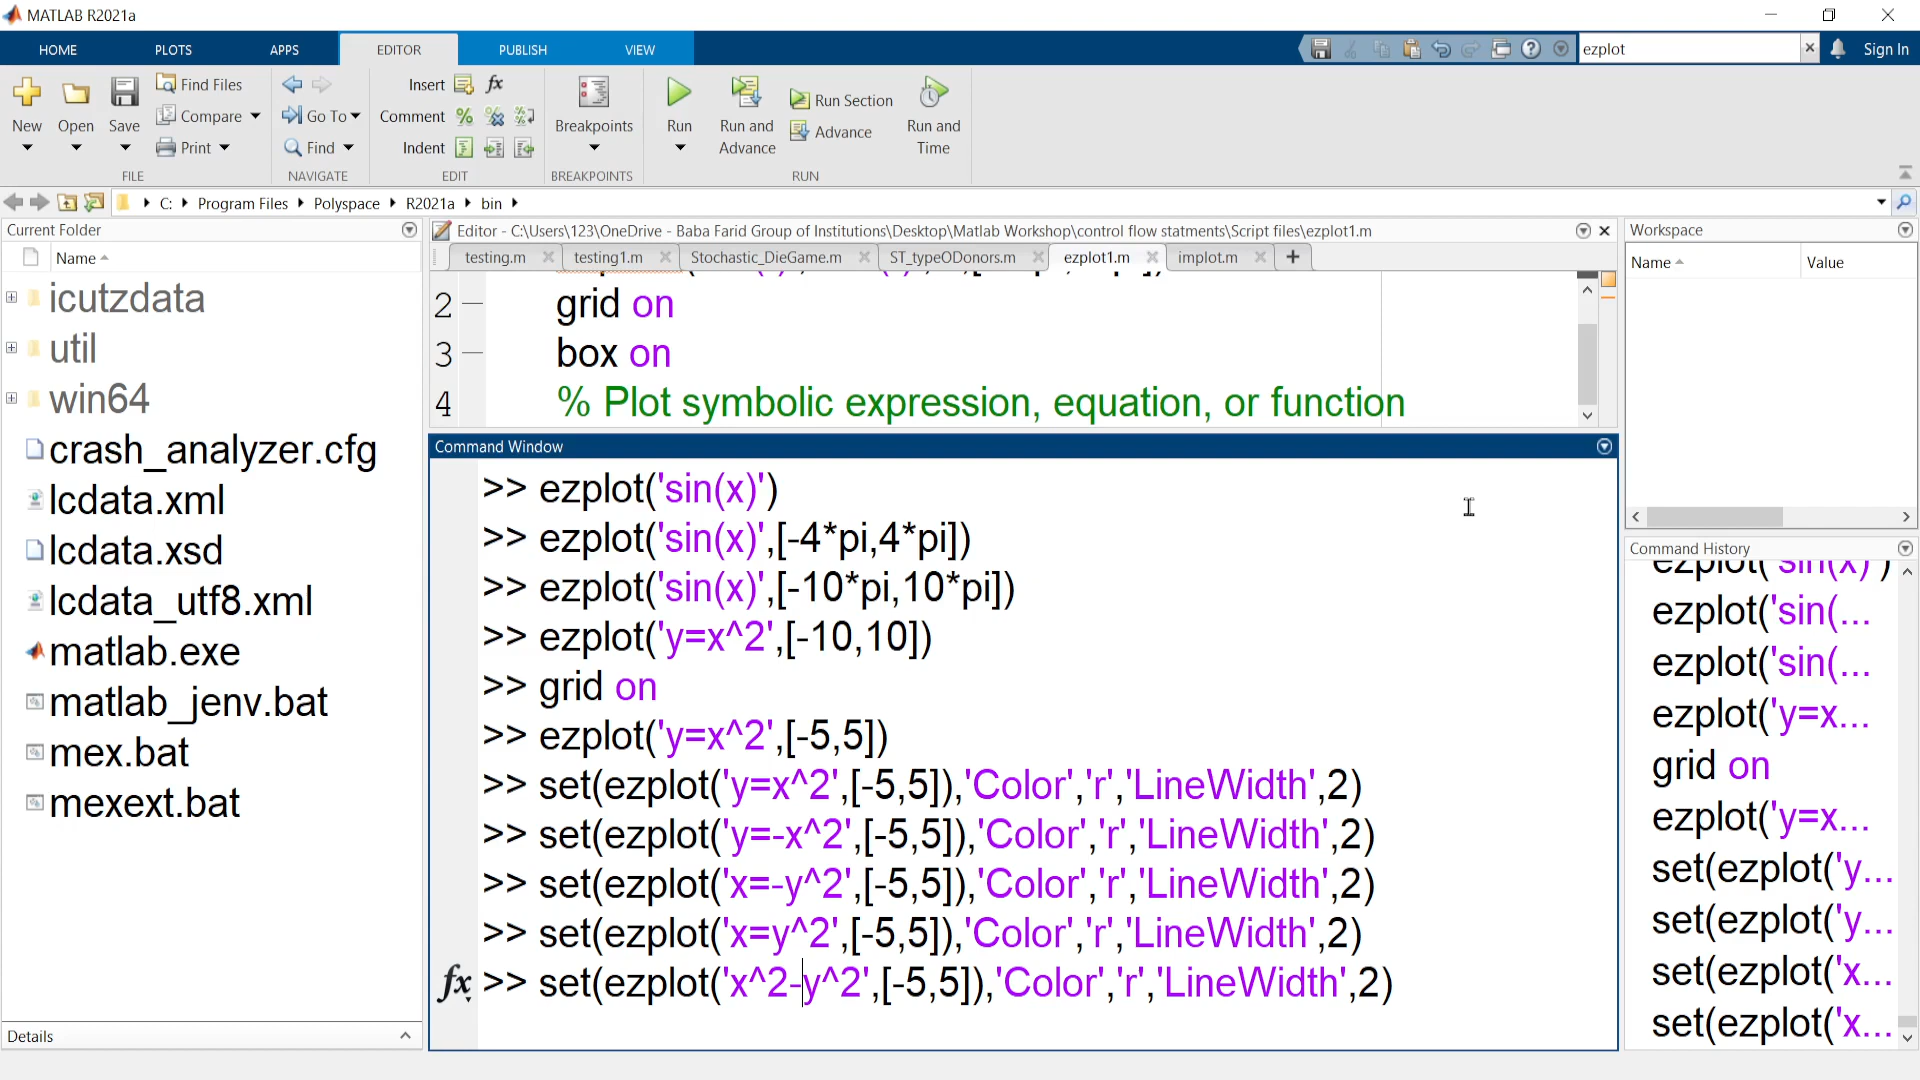 MATLAB R2021a
HOME PLOTS APPS EDITOR PUBLISH VIEW ezplot Sign In
New Open Save Find Files Compare Print
FILE
Go To Find
NAVIGATE
Insert fx
Comment
Indent
EDIT
Breakpoints
BREAKPOINTS
Run Run and Advance Run Section Advance Run and Time
RUN
C: Program Files Polyspace R2021a bin
Current Folder
Name
icutzdata
util
win64
crash_analyzer.cfg
lcdata.xml
lcdata.xsd
lcdata_utf8.xml
matlab.exe
matlab_jenv.bat
mex.bat
mexext.bat
Details
Editor - C:\Users\123\OneDrive - Baba Farid Group of Institutions\Desktop\Matlab Workshop\control flow statments\Script files\ezplot1.m
testing.m testing1.m Stochastic_DieGame.m ST_typeODonors.m ezplot1.m implot.m +
2 grid on
3 box on
4 % Plot symbolic expression, equation, or function
Command Window
>> ezplot('sin(x)')
>> ezplot('sin(x)',[-4*pi,4*pi])
>> ezplot('sin(x)',[-10*pi,10*pi])
>> ezplot('y=x^2',[-10,10])
>> grid on
>> ezplot('y=x^2',[-5,5])
>> set(ezplot('y=x^2',[-5,5]),'Color','r','LineWidth',2)
>> set(ezplot('y=-x^2',[-5,5]),'Color','r','LineWidth',2)
>> set(ezplot('x=-y^2',[-5,5]),'Color','r','LineWidth',2)
>> set(ezplot('x=y^2',[-5,5]),'Color','r','LineWidth',2)
fx >> set(ezplot('x^2-y^2',[-5,5]),'Color','r','LineWidth',2)
Workspace
Name Value
Command History
ezplot('sin(x)')
ezplot('sin(...
ezplot('sin(...
ezplot('y=x...
grid on
ezplot('y=x...
set(ezplot('y...
set(ezplot('y...
set(ezplot('x...
set(ezplot('x...